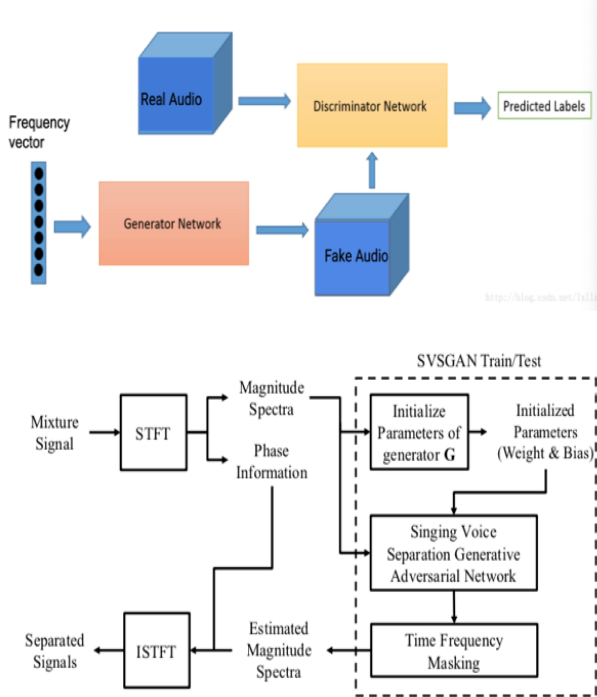 Real Audio
Discriminator Network
Predicted Labels
Frequency
vector
Generator Network
Fake Audio
SVSGAN Train/Test
Mixture
Signal
STFT
Magnitude
Spectra
Phase
Information
Initialize
Parameters of
generator G
Initialized
Parameters
(Weight & Bias)
Singing Voice
Separation Generative
Adversarial Network
Separated
Signals
ISTFT
Estimated
Magnitude
Spectra
Time Frequency
Masking